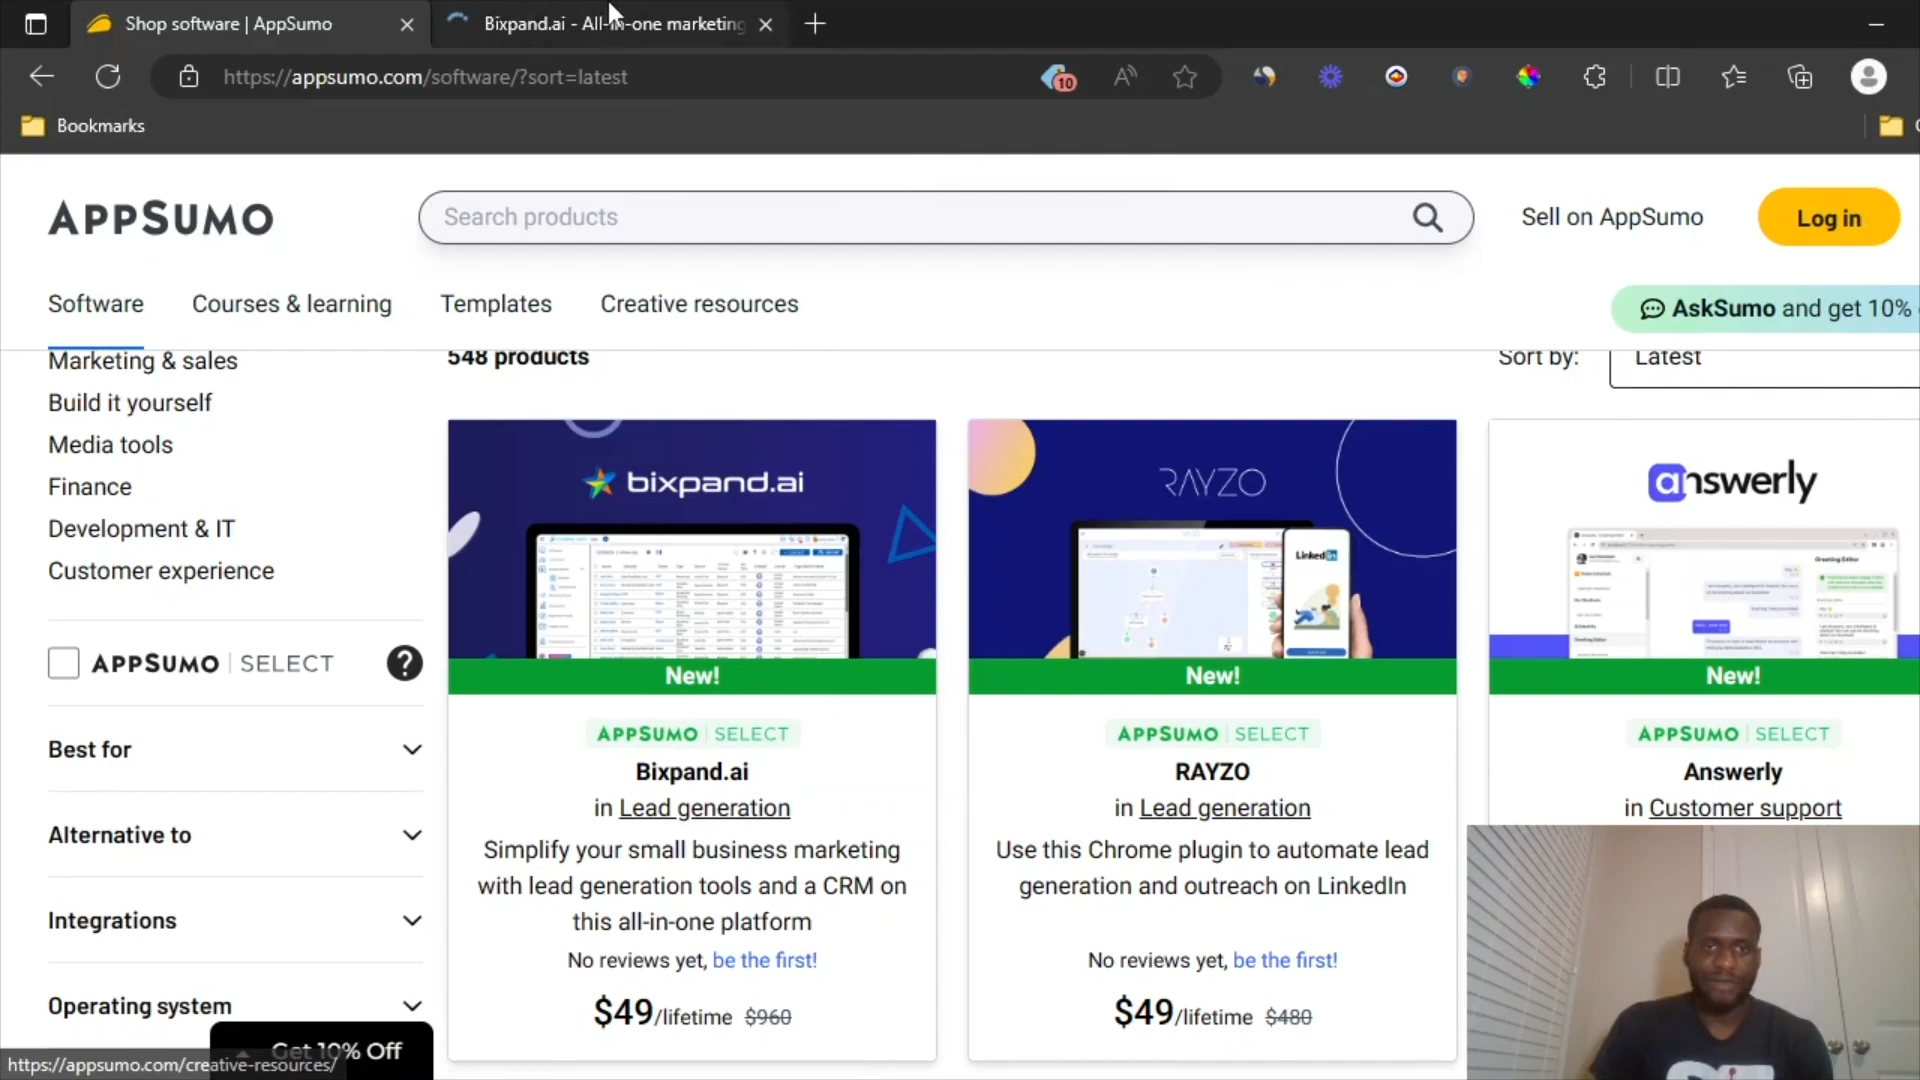 Shop software | AppSumo
Bixpand.ai - All-in-one marketing
https://appsumo.com/software/?sort=latest
10
Bookmarks
APPSUMO
Search products
Sell on AppSumo
Log in
Software
Courses & learning
Templates
Creative resources
AskSumo and get 10%
Marketing & sales
Build it yourself
Media tools
Finance
Development & IT
Customer experience
APPSUMO | SELECT
?
Best for
Alternative to
Integrations
Operating system
Get 10% Off
https://appsumo.com/creative-resources/
548 products
Sort by:
Latest
bixpand.ai
New!
APPSUMO | SELECT
Bixpand.ai
in Lead generation
Simplify your small business marketing
with lead generation tools and a CRM on
this all-in-one platform
No reviews yet, be the first!
$49/lifetime $960
RAYZO
LinkedIn
New!
APPSUMO | SELECT
RAYZO
in Lead generation
Use this Chrome plugin to automate lead
generation and outreach on LinkedIn
No reviews yet, be the first!
$49/lifetime $480
answerly
Greeting Editor
New!
APPSUMO | SELECT
Answerly
in Customer support